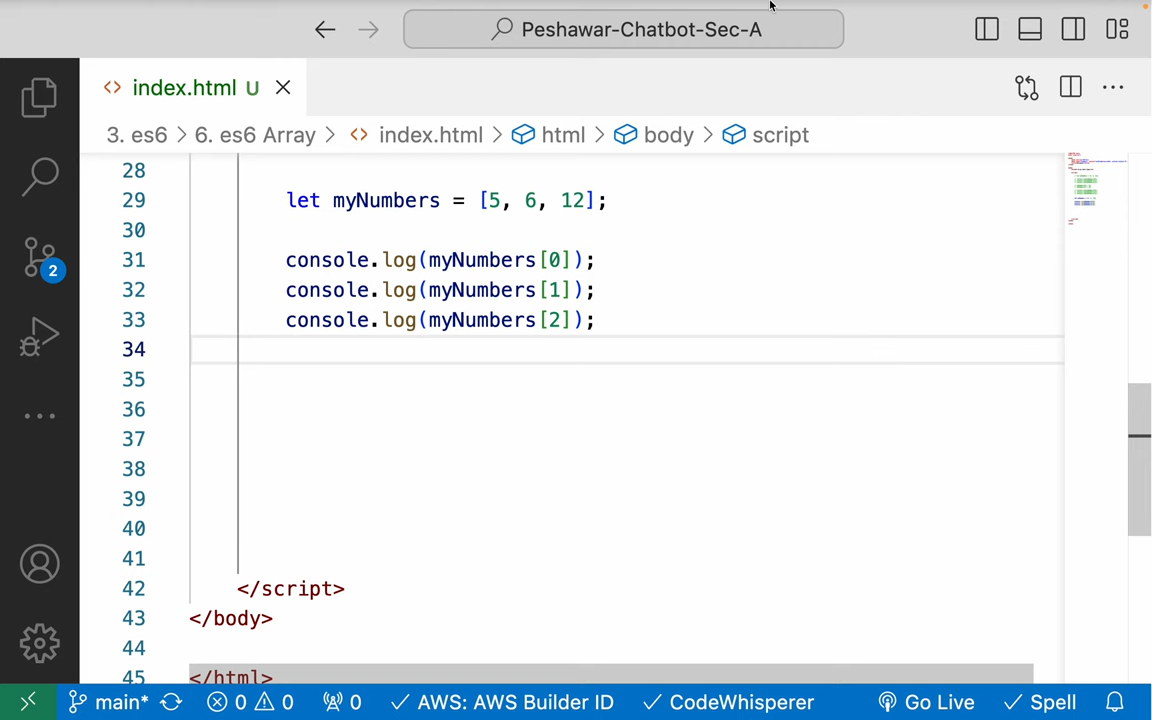 Peshawar-Chatbot-Sec-A
index.html U
3. es6 > 6. es6 Array > index.html > html > body > script
28
29 let myNumbers = [5, 6, 12];
30
31 console.log(myNumbers[0]);
32 console.log(myNumbers[1]);
33 console.log(myNumbers[2]);
34
35
36
37
38
39
40
41
42 </script>
43 </body>
44
45 </html>
2
main* 0 0 0 AWS: AWS Builder ID CodeWhisperer Go Live Spell